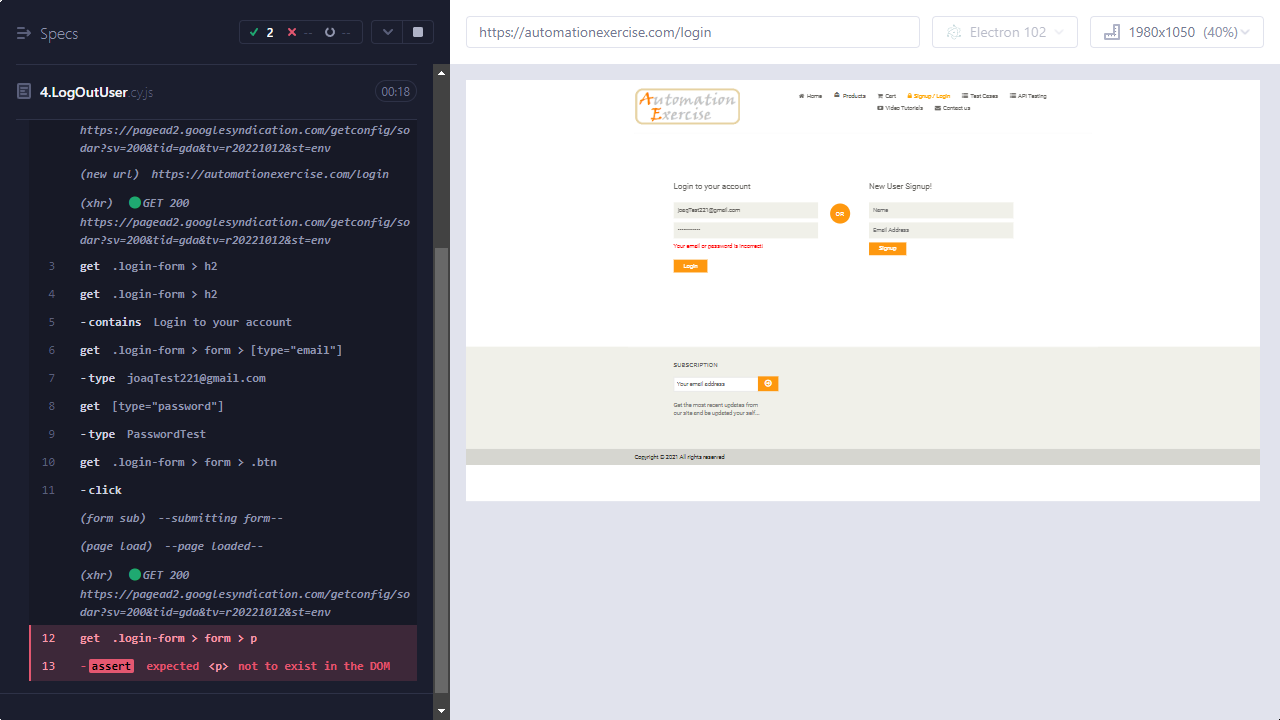 Specs
2
--
--
https://automationexercise.com/login
Electron 102
1980x1050 (40%)
4.LogOutUser.cy.js
00:18
https://pagead2.googlesyndication.com/getconfig/so
dar?sv=200&tid=gda&tv=r20221012&st=env
(new url) https://automationexercise.com/login
(xhr) GET 200
https://pagead2.googlesyndication.com/getconfig/so
dar?sv=200&tid=gda&tv=r20221012&st=env
3 get .login-form > h2
4 get .login-form > h2
5 -contains Login to your account
6 get .login-form > form > [type="email"]
7 -type joaqTest221@gmail.com
8 get [type="password"]
9 -type PasswordTest
10 get .login-form > form > .btn
11 -click
(form sub) --submitting form--
(page load) --page loaded--
(xhr) GET 200
https://pagead2.googlesyndication.com/getconfig/so
dar?sv=200&tid=gda&tv=r20221012&st=env
12 get .login-form > form > p
13 -assert expected <p> not to exist in the DOM
Automation
Exercise
Home
Products
Cart
Signup / Login
Test Cases
API Testing
Video Tutorials
Contact us
Login to your account
joaqTest221@gmail.com
Your email or password is incorrect!
Login
OR
New User Signup!
Name
Email Address
Signup
SUBSCRIPTION
Your email address
Get the most recent updates from
our site and be updated your self...
Copyright © 2021 All rights reserved